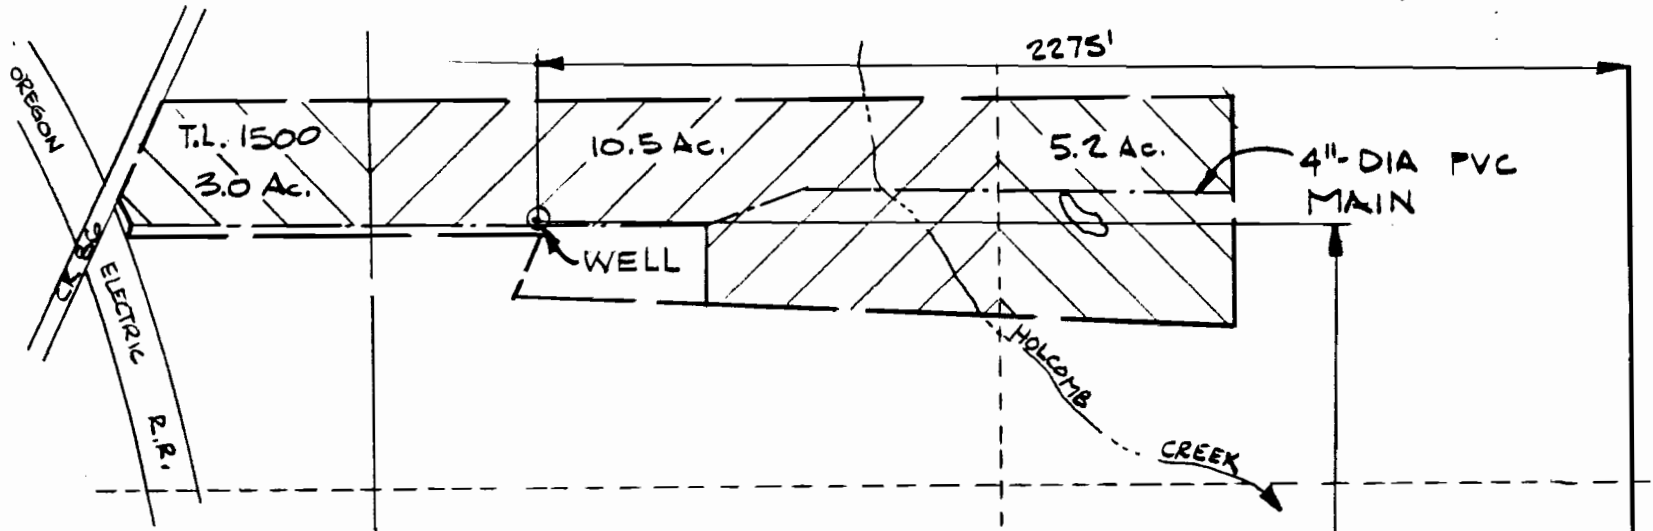 2275'
OREGON
T.L. 1500
3.0 Ac.
10.5 Ac.
5.2 Ac.
4"-DIA PVC
MAIN
WELL
ELECTRIC
R.R.
HOLCOMB
CREEK